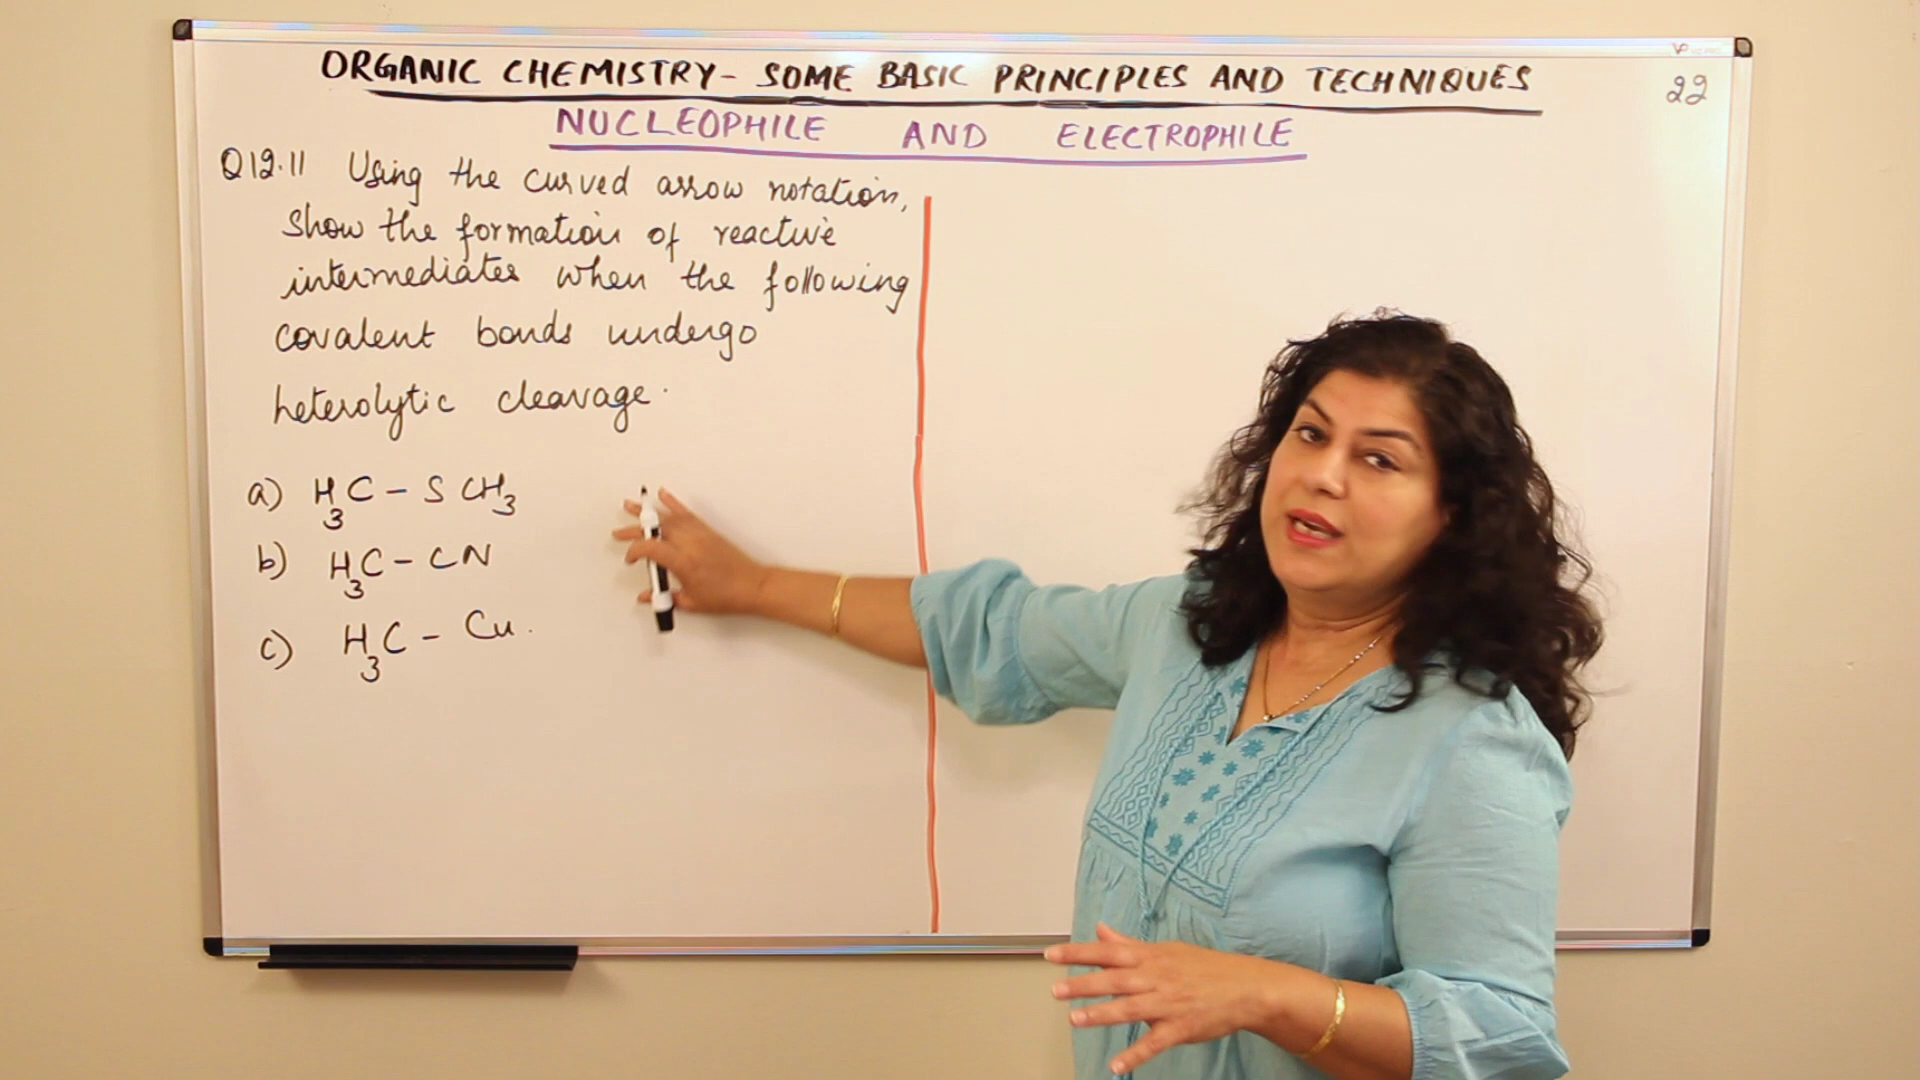 ORGANIC CHEMISTRY- SOME BASIC PRINCIPLES AND TECHNIQUES
22
NUCLEOPHILE AND ELECTROPHILE
Q12.11 Using the curved arrow notation,
Show the formation of reactive
intermediates when the following
covalent bonds undergo
heterolytic cleavage.
a) H₃C - SCH₃
b) H₃C - CN
c) H₃C - Cu.